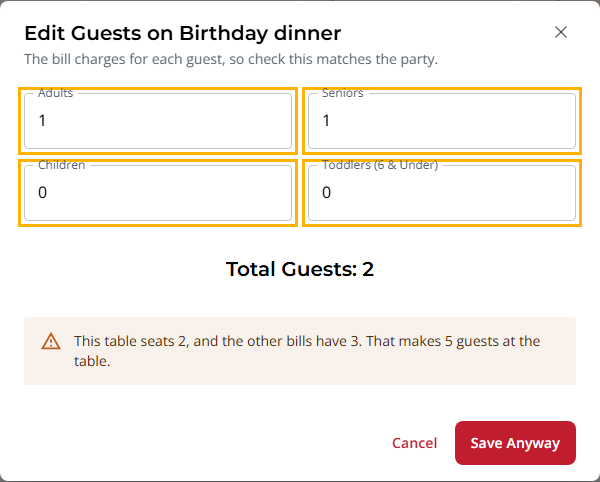 Edit Guests on Birthday dinner
The bill charges for each guest, so check this matches the party.
Adults
1
Seniors
1
Children
0
Toddlers (6 & Under)
0
Total Guests: 2
This table seats 2, and the other bills have 3. That makes 5 guests at the
table.
Cancel
Save Anyway